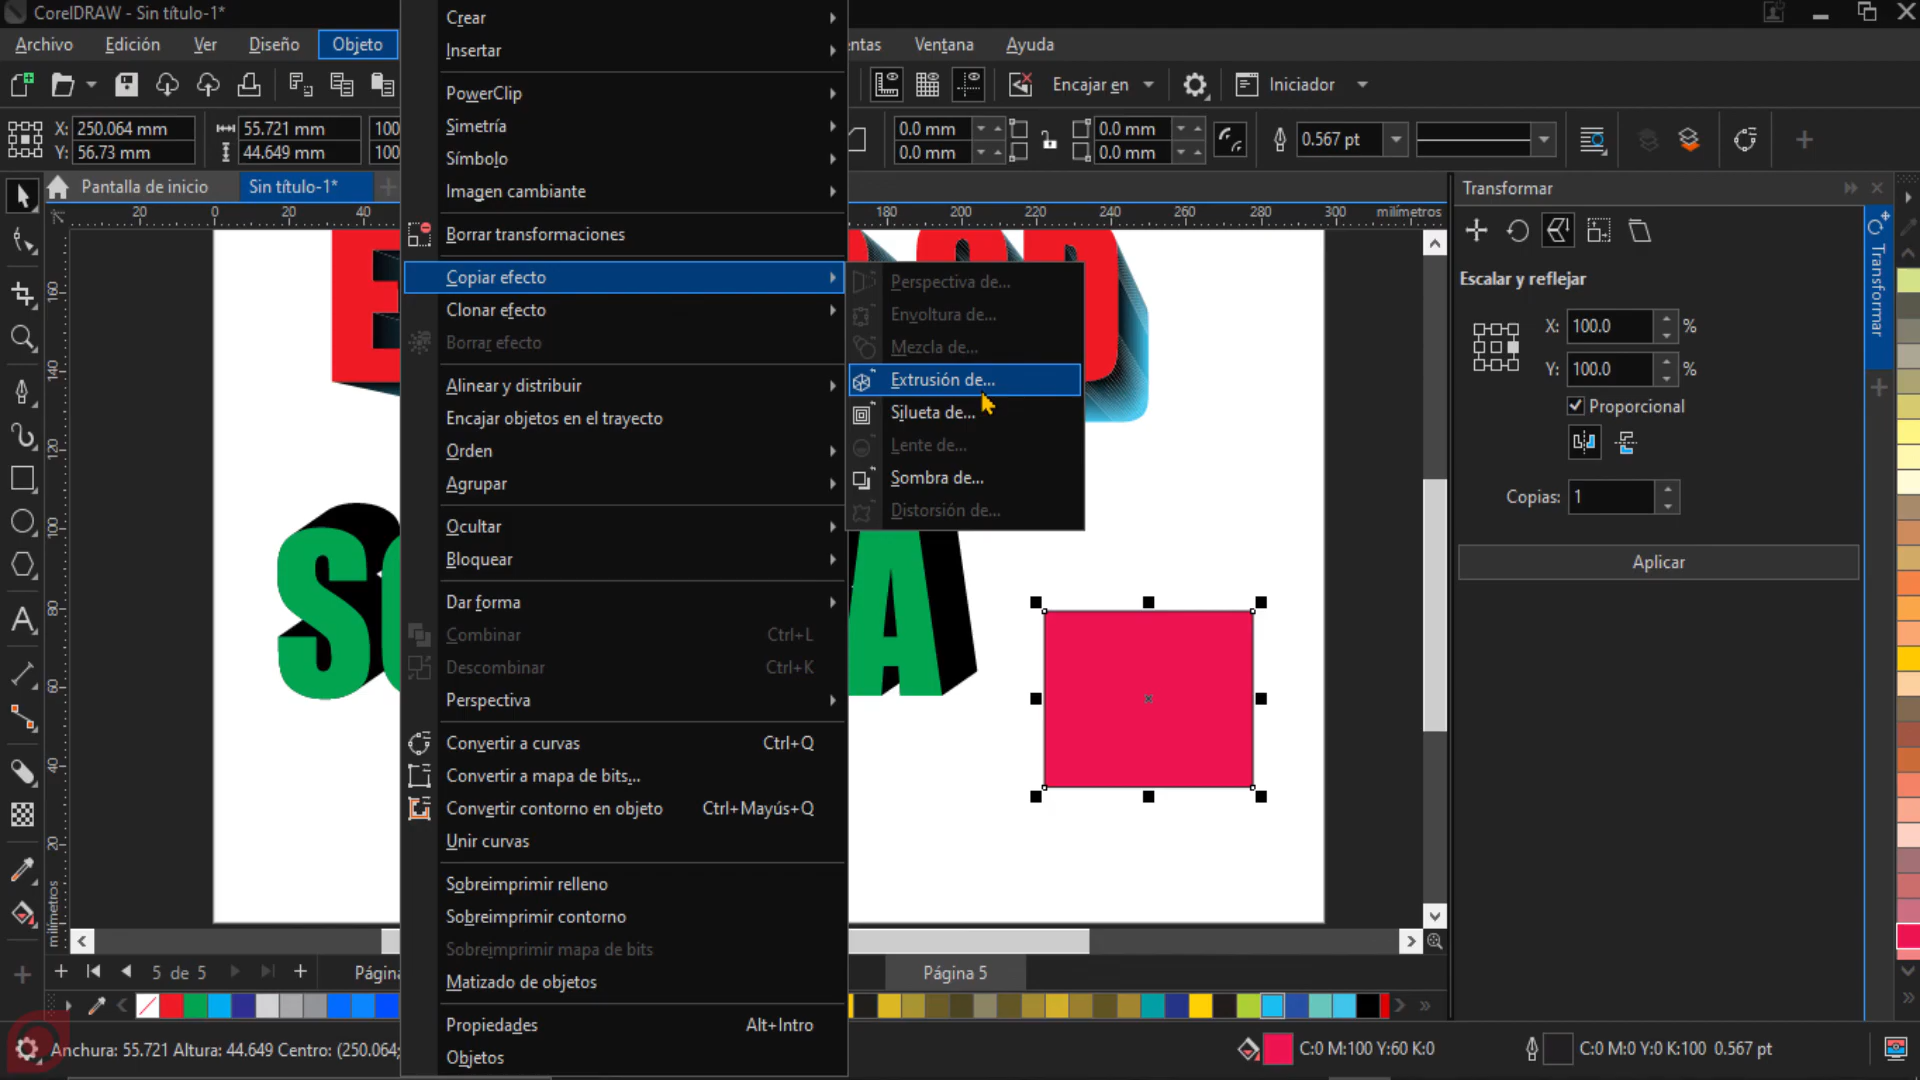 CorelDRAW - Sin título-1*
Archivo
Edición
Ver
Diseño
Objeto
Ventana
Ayuda
Encajar en
Iniciador
X: 250.064 mm
Y: 56.73 mm
55.721 mm
44.649 mm
0.0 mm
0.0 mm
0.0 mm
0.0 mm
0.567 pt
Pantalla de inicio
Sin título-1*
20 0 20 40
180 200 220 240 260 280 300 milímetros
160
140
120
100
80
60
40
20
milímetros
Crear
Insertar
PowerClip
Simetría
Símbolo
Imagen cambiante
Borrar transformaciones
Copiar efecto
Clonar efecto
Borrar efecto
Alinear y distribuir
Encajar objetos en el trayecto
Orden
Agrupar
Ocultar
Bloquear
Dar forma
Combinar Ctrl+L
Descombinar Ctrl+K
Perspectiva
Convertir a curvas Ctrl+Q
Convertir a mapa de bits...
Convertir contorno en objeto Ctrl+Mayús+Q
Unir curvas
Sobreimprimir relleno
Sobreimprimir contorno
Sobreimprimir mapa de bits
Matizado de objetos
Propiedades Alt+Intro
Objetos
Perspectiva de...
Envoltura de...
Mezcla de...
Extrusión de...
Silueta de...
Lente de...
Sombra de...
Distorsión de...
Transformar
Escalar y reflejar
X: 100.0 %
Y: 100.0 %
Proporcional
Copias: 1
Aplicar
Transformar
5 de 5
Página 5
Anchura: 55.721 Altura: 44.649 Centro: (250.064;
C:0 M:100 Y:60 K:0
C:0 M:0 Y:0 K:100 0.567 pt